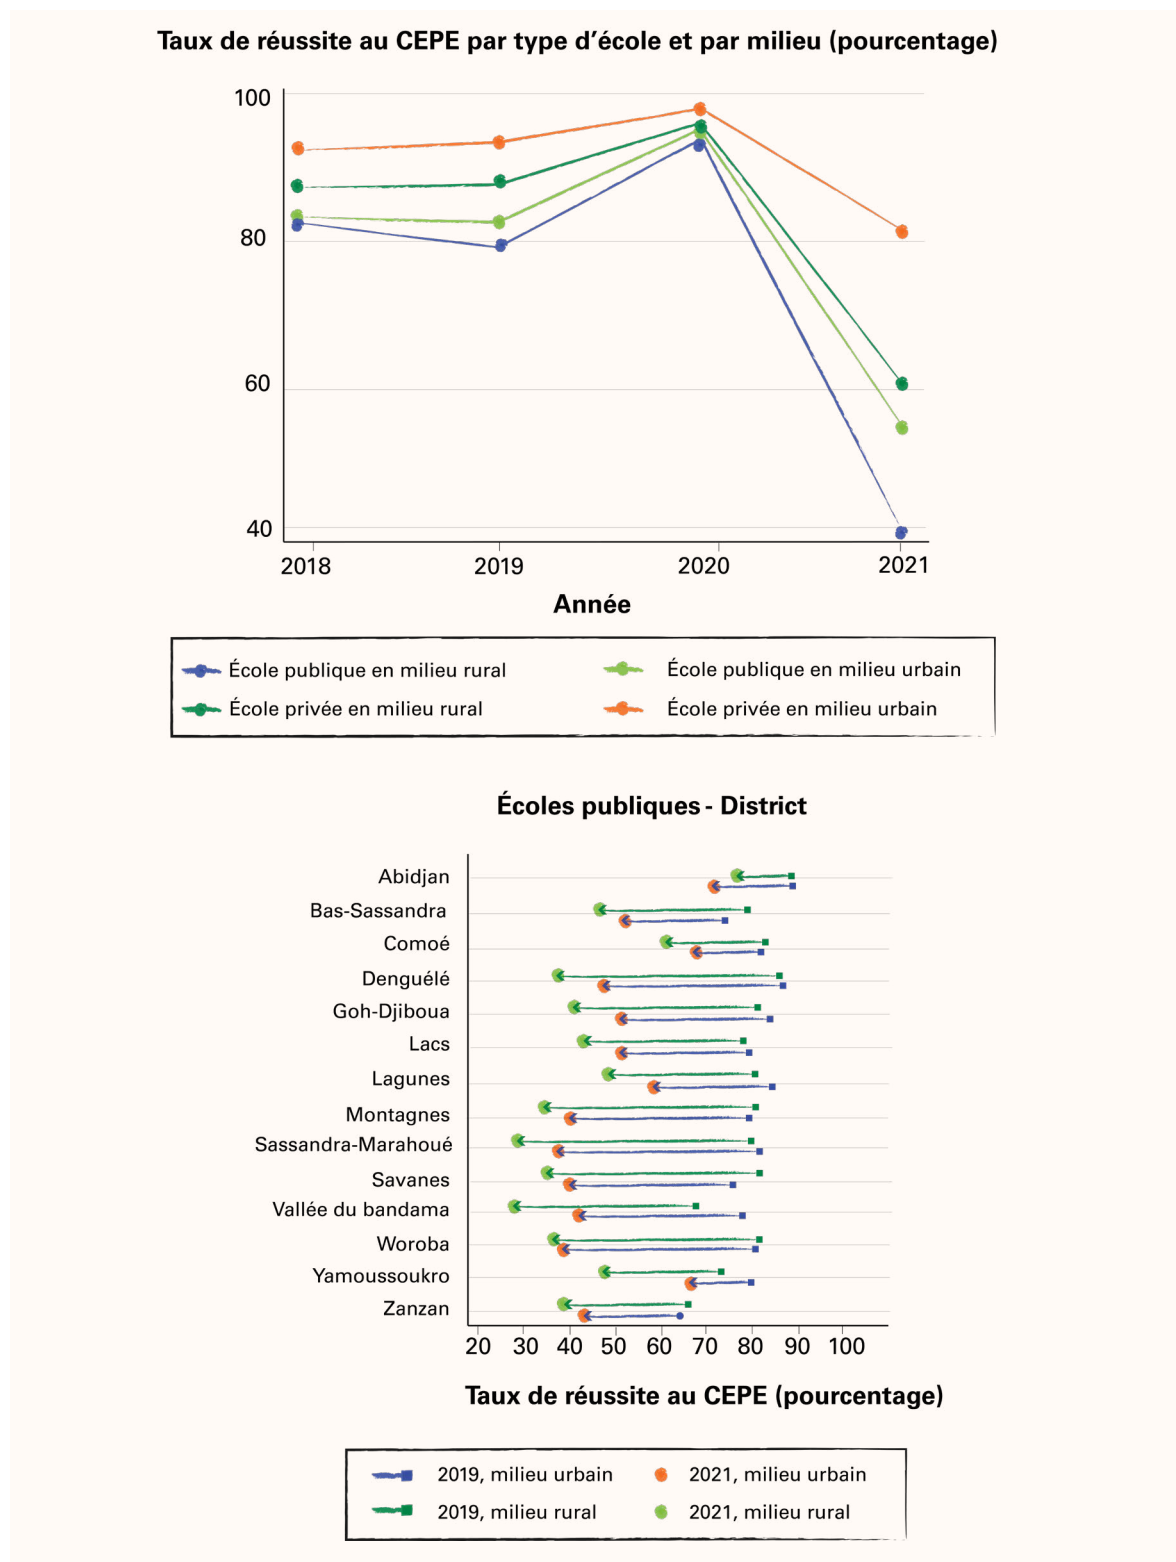 Taux de réussite au CEPE par type d’école et par milieu (pourcentage)
100
80
60
40
2018 2019 2020 2021
Année
École publique en milieu rural École publique en milieu urbain
École privée en milieu rural École privée en milieu urbain
Écoles publiques - District
Abidjan
Bas-Sassandra
Comoé
Denguélé
Goh-Djiboua
Lacs
Lagunes
Montagnes
Sassandra-Marahoué
Savanes
Vallée du bandama
Woroba
Yamoussoukro
Zanzan
20 30 40 50 60 70 80 90 100
Taux de réussite au CEPE (pourcentage)
2019, milieu urbain 2021, milieu urbain
2019, milieu rural 2021, milieu rural